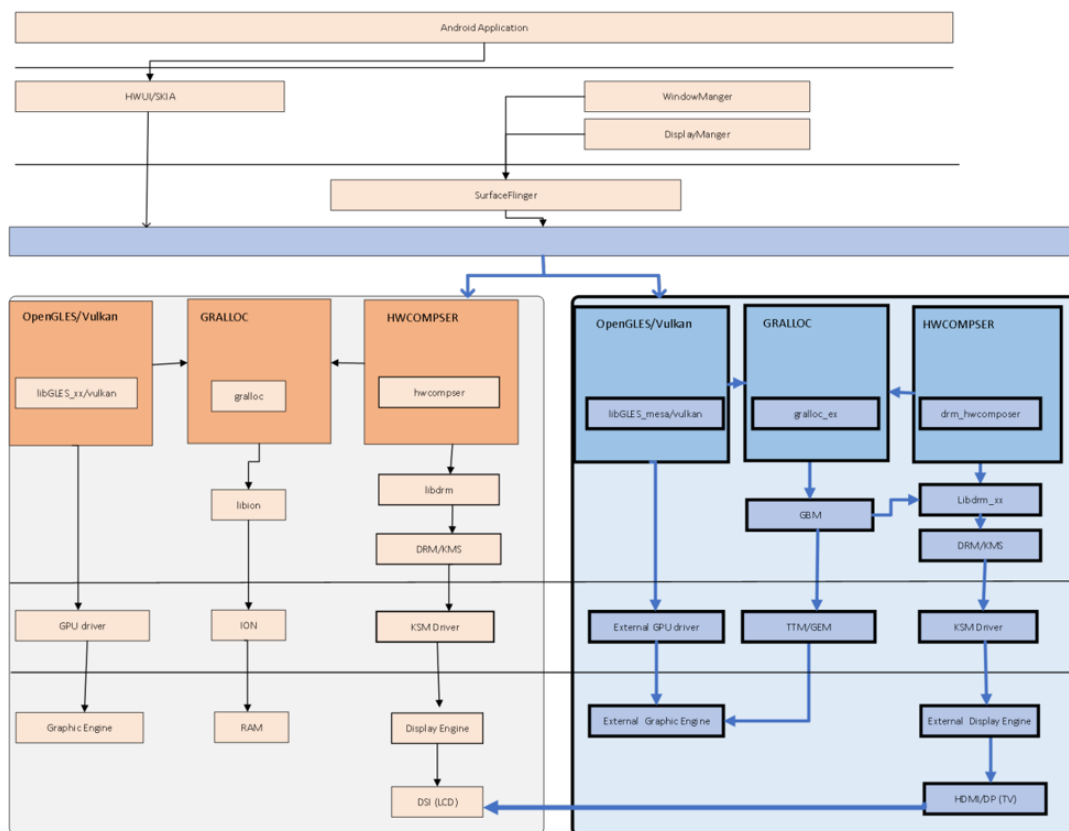 Android Application
HWUI/SKIA
WindowManger
DisplayManger
SurfaceFlinger
OpenGLES/Vulkan
GRALLOC
HWCOMPSER
libGLES_xx/vulkan
gralloc
hwcompser
libion
libdrm
DRM/KMS
GPU driver
ION
KSM Driver
Graphic Engine
RAM
Display Engine
DSI (LCD)
OpenGLES/Vulkan
GRALLOC
HWCOMPSER
libGLES_mesa/vulkan
gralloc_ex
drm_hwcomposer
GBM
Libdrm_xx
DRM/KMS
External GPU driver
TTM/GEM
KSM Driver
External Graphic Engine
External Display Engine
HDMI/DP (TV)